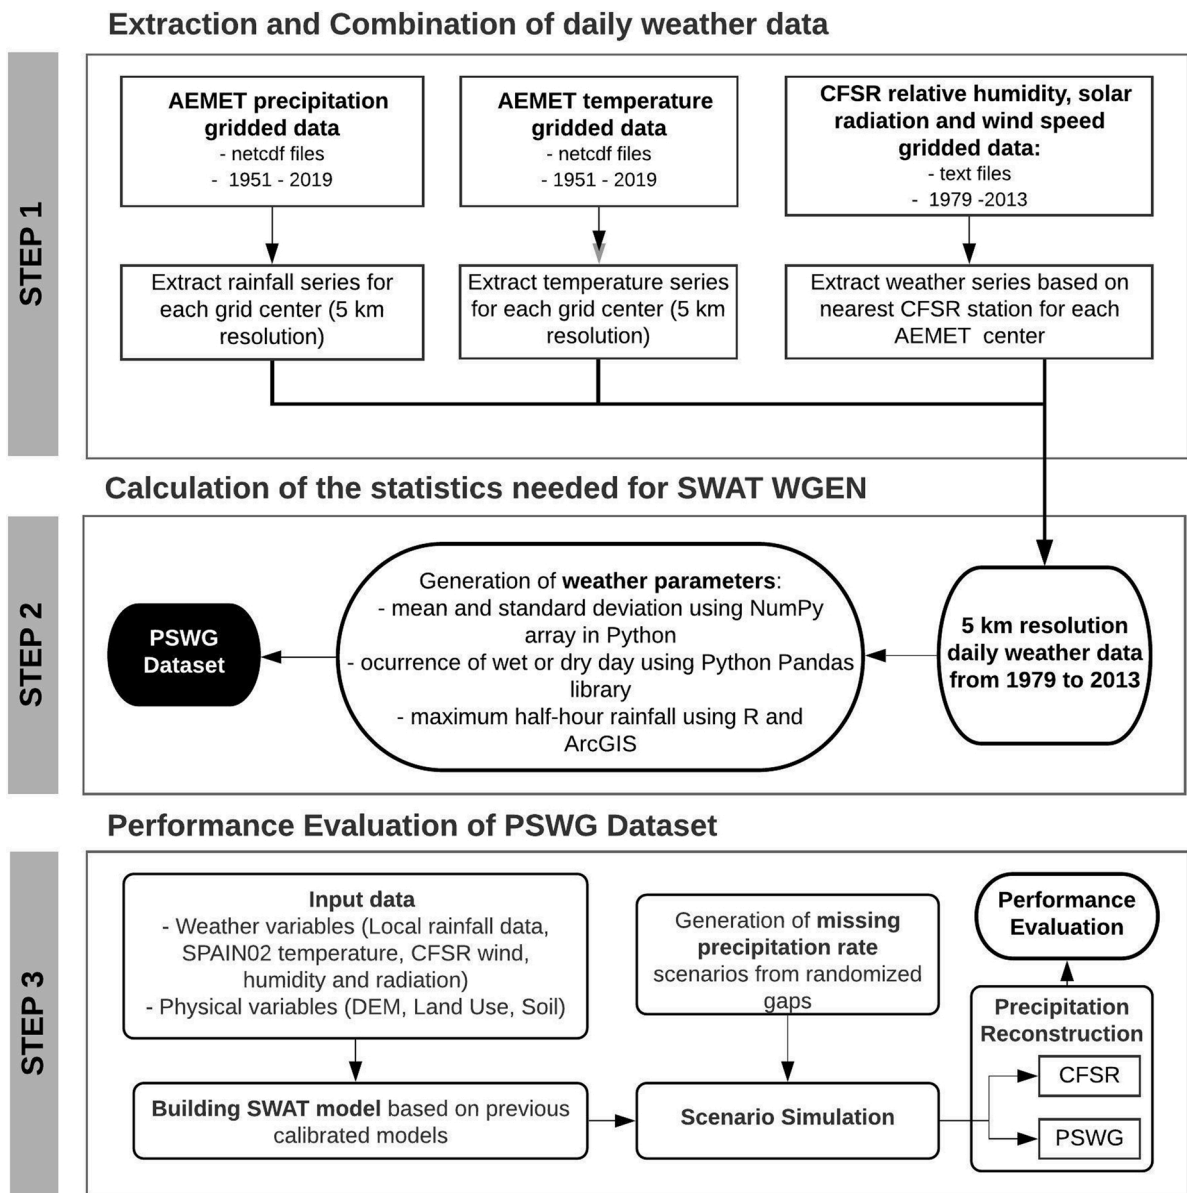 Extraction and Combination of daily weather data
STEP 1
AEMET precipitation
gridded data
- netcdf files
- 1951 - 2019
AEMET temperature
gridded data
- netcdf files
- 1951 - 2019
CFSR relative humidity, solar
radiation and wind speed
gridded data:
- text files
- 1979 -2013
Extract rainfall series for
each grid center (5 km
resolution)
Extract temperature series
for each grid center (5 km
resolution)
Extract weather series based on
nearest CFSR station for each
AEMET center
Calculation of the statistics needed for SWAT WGEN
STEP 2
PSWG
Dataset
Generation of weather parameters:
- mean and standard deviation using NumPy
array in Python
- ocurrence of wet or dry day using Python Pandas
library
- maximum half-hour rainfall using R and
ArcGIS
5 km resolution
daily weather data
from 1979 to 2013
Performance Evaluation of PSWG Dataset
STEP 3
Input data
- Weather variables (Local rainfall data,
SPAIN02 temperature, CFSR wind,
humidity and radiation)
- Physical variables (DEM, Land Use, Soil)
Generation of missing
precipitation rate
scenarios from randomized
gaps
Performance
Evaluation
Precipitation
Reconstruction
CFSR
PSWG
Building SWAT model based on previous
calibrated models
Scenario Simulation